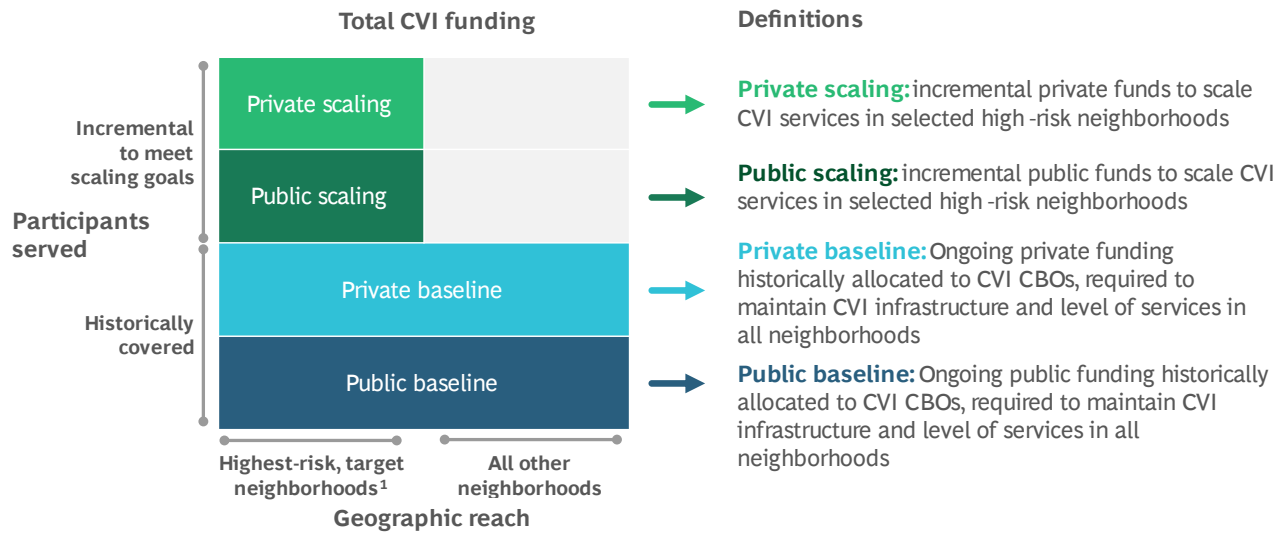 Total CVI funding
Definitions
Private scaling
Public scaling
Private baseline
Public baseline
Incremental
to meet
scaling goals
Participants
served
Historically
covered
Highest-risk, target
neighborhoods¹
All other
neighborhoods
Geographic reach
Private scaling: incremental private funds to scale
CVI services in selected high -risk neighborhoods
Public scaling: incremental public funds to scale CVI
services in selected high -risk neighborhoods
Private baseline: Ongoing private funding
historically allocated to CVI CBOs, required to
maintain CVI infrastructure and level of services in
all neighborhoods
Public baseline: Ongoing public funding historically
allocated to CVI CBOs, required to maintain CVI
infrastructure and level of services in all
neighborhoods